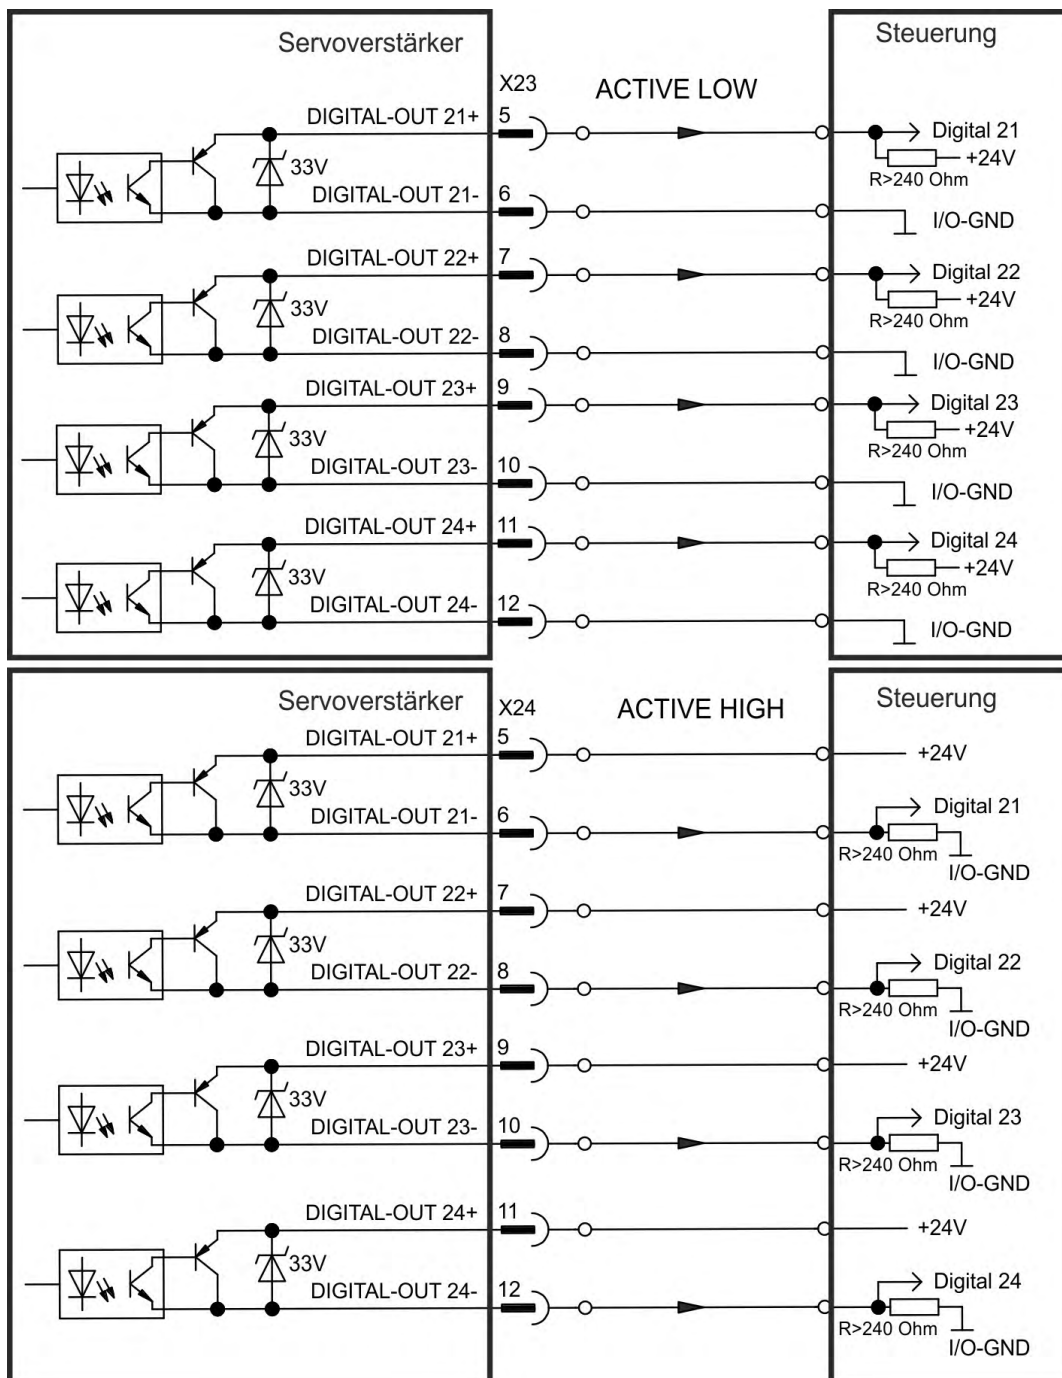 Servoverstärker
Steuerung
X23
ACTIVE LOW
DIGITAL-OUT 21+
5
Digital 21
33V
+24V
R>240 Ohm
DIGITAL-OUT 21-
6
I/O-GND
DIGITAL-OUT 22+
7
Digital 22
33V
+24V
R>240 Ohm
DIGITAL-OUT 22-
8
I/O-GND
DIGITAL-OUT 23+
9
Digital 23
33V
+24V
R>240 Ohm
DIGITAL-OUT 23-
10
I/O-GND
DIGITAL-OUT 24+
11
Digital 24
33V
+24V
R>240 Ohm
DIGITAL-OUT 24-
12
I/O-GND
Servoverstärker
Steuerung
X24
ACTIVE HIGH
DIGITAL-OUT 21+
5
+24V
33V
DIGITAL-OUT 21-
6
Digital 21
R>240 Ohm
I/O-GND
DIGITAL-OUT 22+
7
+24V
33V
DIGITAL-OUT 22-
8
Digital 22
R>240 Ohm
I/O-GND
DIGITAL-OUT 23+
9
+24V
33V
DIGITAL-OUT 23-
10
Digital 23
R>240 Ohm
I/O-GND
DIGITAL-OUT 24+
11
+24V
33V
DIGITAL-OUT 24-
12
Digital 24
R>240 Ohm
I/O-GND